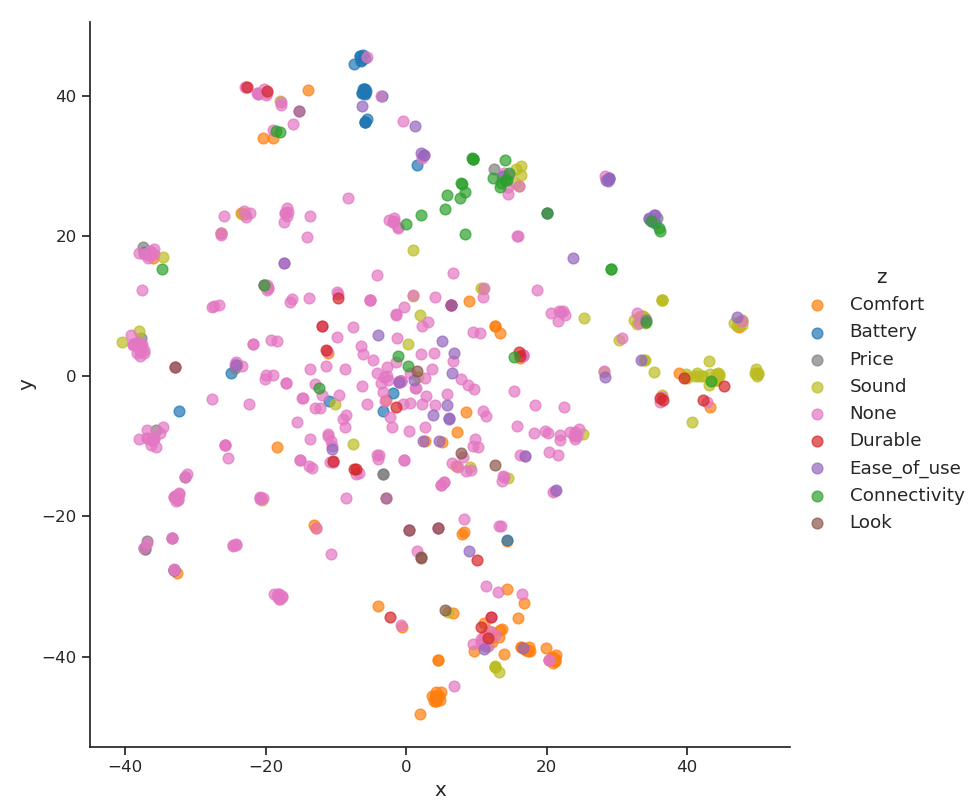 40
20
0
−20
−40
y
−40
−20
0
20
40
x
z
Comfort
Battery
Price
Sound
None
Durable
Ease_of_use
Connectivity
Look